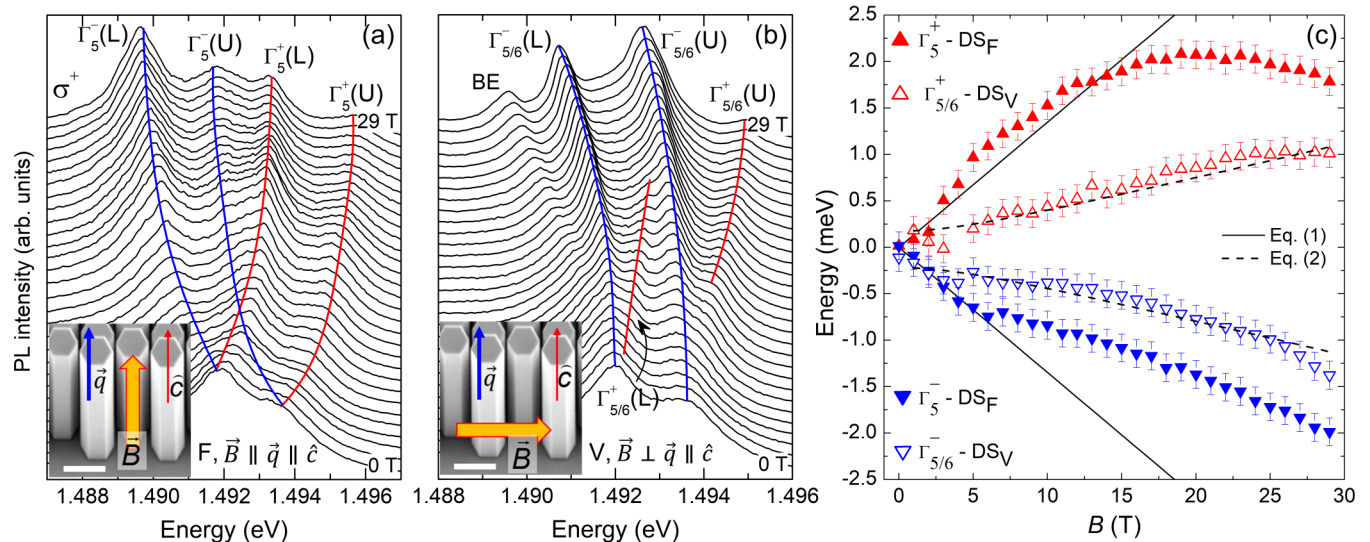 (a)
Γ₅⁻(L)
Γ₅⁻(U)
Γ₅⁺(L)
Γ₅⁺(U)
σ⁺
29 T
0 T
PL intensity (arb. units)
q⃗
B⃗
c
F, B⃗ ∥ q⃗ ∥ ĉ
1.488 1.490 1.492 1.494 1.496
Energy (eV)
(b)
Γ₅/₆⁻(L)
Γ₅/₆⁻(U)
BE
Γ₅/₆⁺(U)
29 T
Γ₅/₆⁺(L)
0 T
q⃗
ĉ
B⃗
V, B⃗ ⊥ q⃗ ∥ ĉ
1.488 1.490 1.492 1.494 1.496
Energy (eV)
(c)
Γ₅⁺ - DS_F
Γ₅/₆⁺ - DS_V
Eq. (1)
Eq. (2)
Γ₅⁻ - DS_F
Γ₅/₆⁻ - DS_V
Energy (meV)
2.5
2.0
1.5
1.0
0.5
0.0
-0.5
-1.0
-1.5
-2.0
-2.5
0 5 10 15 20 25 30
B (T)